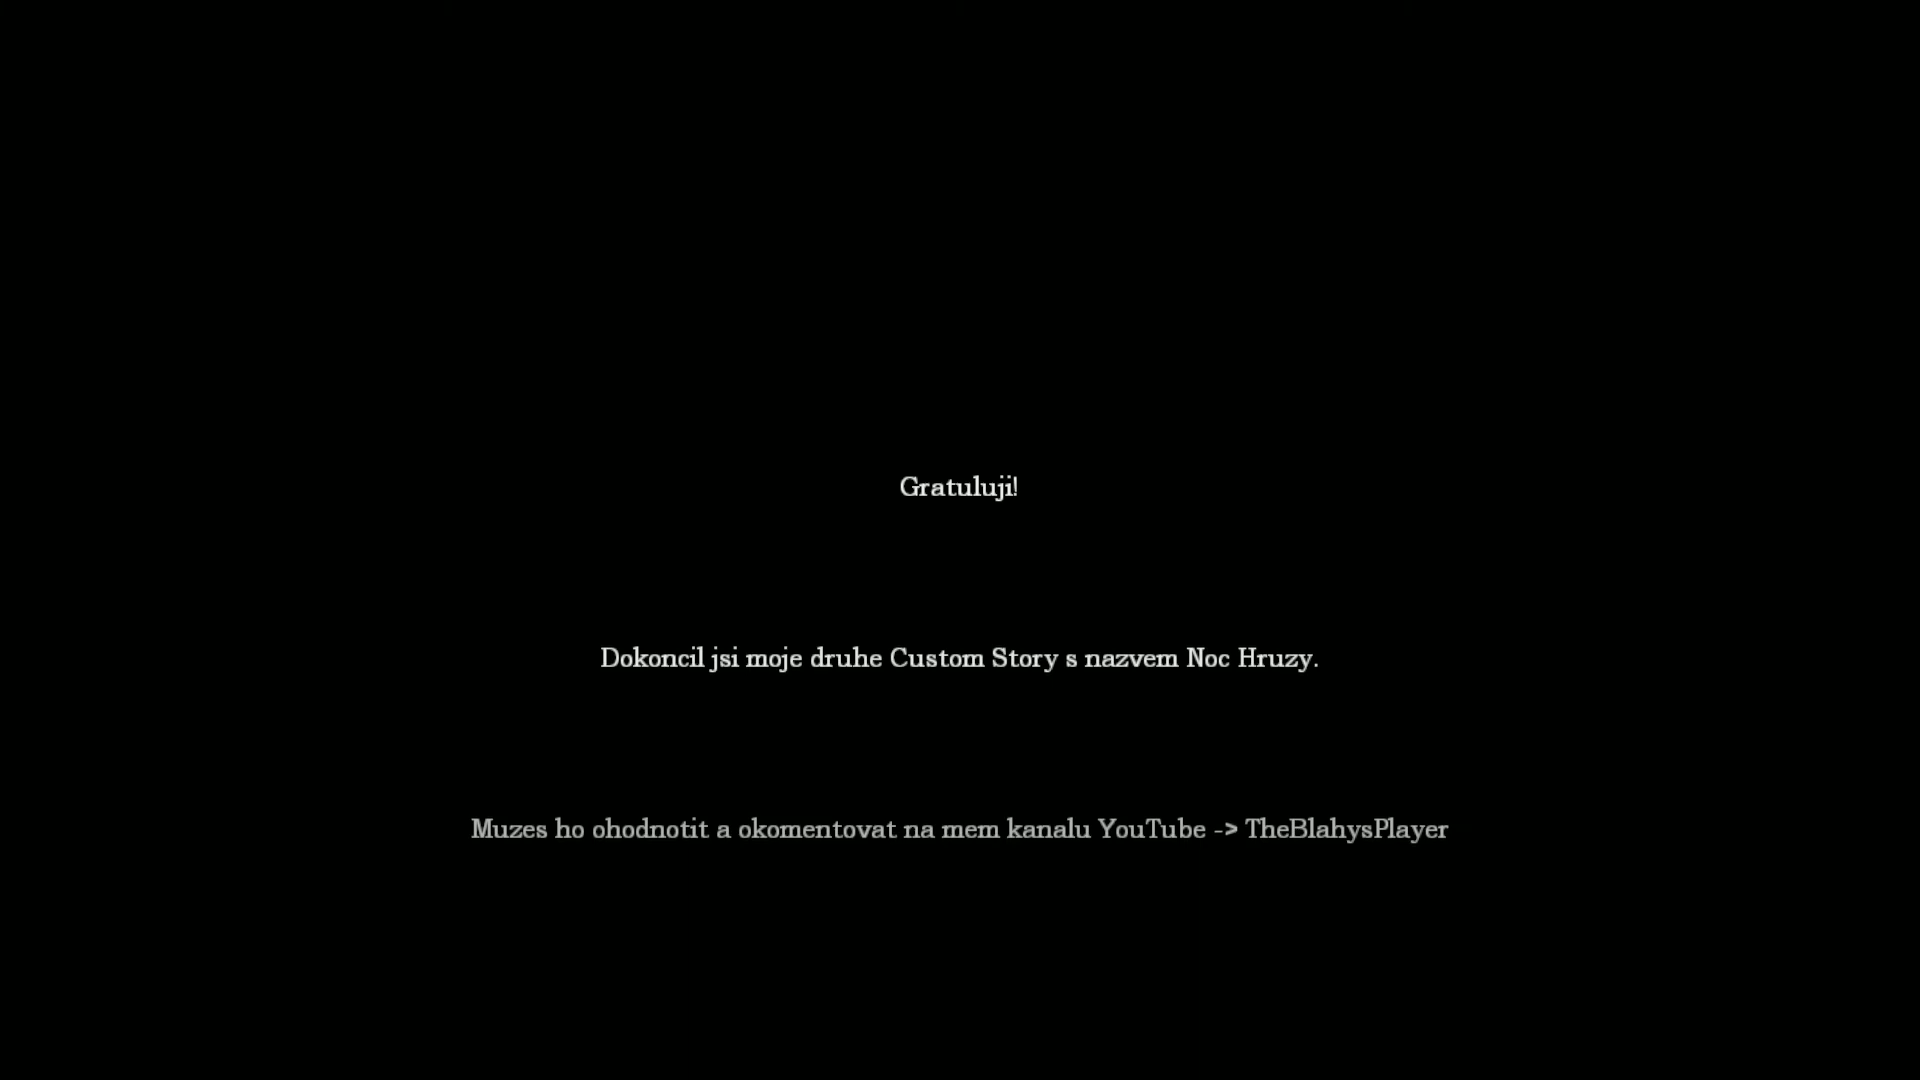 Gratuluji!
Dokoncil jsi moje druhe Custom Story s nazvem Noc Hruzy.
Muzes ho ohodnotit a okomentovat na mem kanalu YouTube -> TheBlahysPlayer